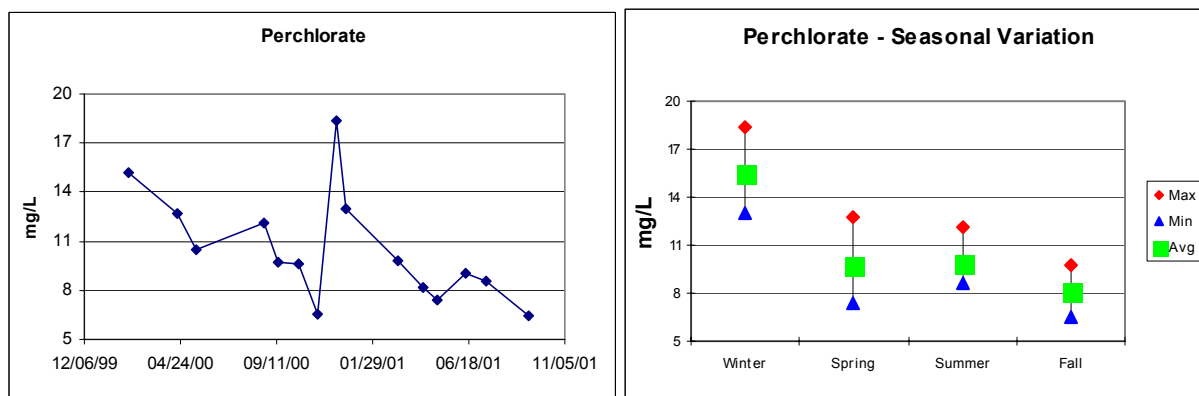 Perchlorate
mg/L
20
17
14
11
8
5
12/06/99 04/24/00 09/11/00 01/29/01 06/18/01 11/05/01
Perchlorate - Seasonal Variation
mg/L
20
17
14
11
8
5
Winter Spring Summer Fall
Max
Min
Avg